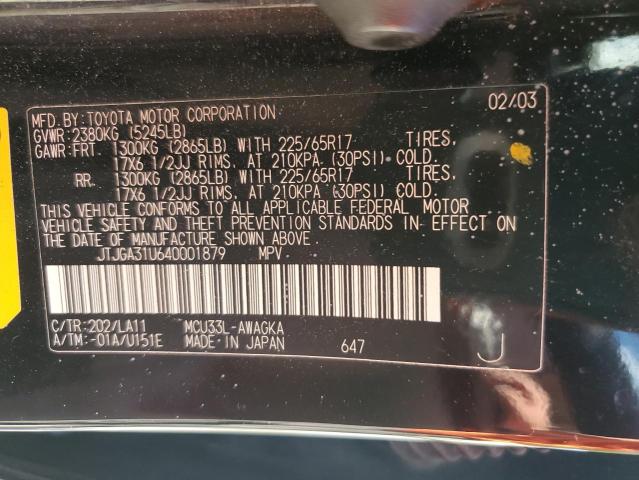 MFD. BY: TOYOTA MOTOR CORPORATION 02/03
GVWR: 2380KG (5245LB)
GAWR: FRT 1300KG (2865LB) WITH 225/65R17 TIRES,
17X6 1/2JJ RIMS. AT 210KPA (30PSI) COLD.
RR. 1300KG (2865LB) WITH 225/65R17 TIRES,
17X6 1/2JJ RIMS. AT 210KPA (30PSI) COLD.
THIS VEHICLE CONFORMS TO ALL APPLICABLE FEDERAL MOTOR
VEHICLE SAFETY AND THEFT PREVENTION STANDARDS IN- EFFECT ON
THE DATE OF MANUFACTURE SHOWN ABOVE.
JTJGA31U640001879 MPV
C/TR: 202/LA11 MCU33L-AWAGKA
A/TM: -01A/U151E MADE IN JAPAN 647 J